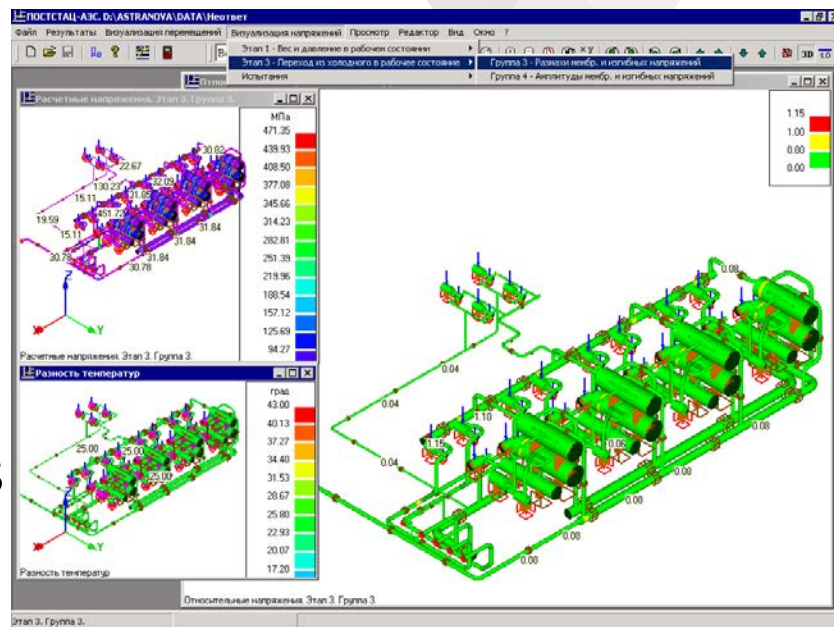 ПОСТСТАЦ-АЭС. D:\ASTRANOVA\DATA\Неответ
Файл Результаты Визуализация перемещений Визуализация напряжений Просмотр Редактор Вид Окно ?
Этап 1 - Вес и давление в рабочем состоянии
Этап 3 - Переход из холодного в рабочее состояние
Испытания
Группа 3 - Размахи мембр. и изгибных напряжений
Группа 4 - Амплитуды мембр. и изгибных напряжений
3D 1.0
Расчетные напряжения. Этап 3. Группа 3.
МПа
471.35
439.93
408.50
377.08
345.66
314.23
282.81
251.39
219.96
188.54
157.12
125.69
94.27
30.82
22.67
130.23
32.09
15.11
31.85
19.59
451.72
15.11
31.84
31.84
31.84
30.78
30.78
Z
X
Y
Расчетные напряжения. Этап 3. Группа 3.
Разность температур
град
43.00
40.13
37.27
34.40
31.53
28.67
25.80
22.93
20.07
17.20
25.00
25.00
25.00
X
Y
Разность температур
1.15
1.00
0.80
0.00
0.08
0.04
0.04
1.10
1.15
0.06
0.04
0.08
0.08
0.08
0.08
0.08
Относительные напряжения. Этап 3. Группа 3.
Этап 3. Группа 3.